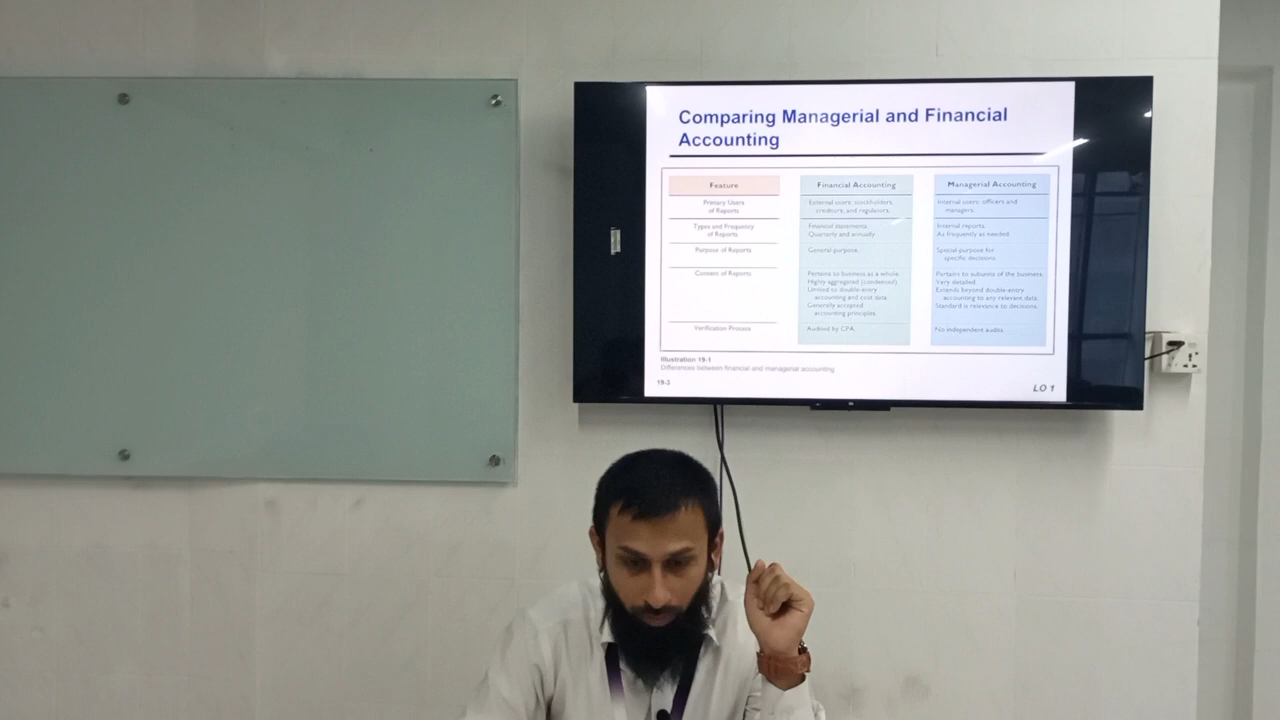 Comparing Managerial and Financial
Accounting
Feature
Financial Accounting
Managerial Accounting
Primary Users
of Reports
External users: stockholders,
creditors, and regulators.
Internal users: officers and
managers.
Types and Frequency
of Reports
Financial statements.
Quarterly and annually.
Internal reports.
As frequently as needed.
Purpose of Reports
General-purpose.
Special-purpose for
specific decisions.
Content of Reports
Pertains to business as a whole.
Highly aggregated (condensed).
Limited to double-entry
accounting and cost data.
Generally accepted
accounting principles.
Pertains to subunits of the business.
Very detailed.
Extends beyond double-entry
accounting to any relevant data.
Standard is relevance to decisions.
Verification Process
Audited by CPA.
No independent audits.
Illustration 19-1
Differences between financial and managerial accounting
19-3
LO 1